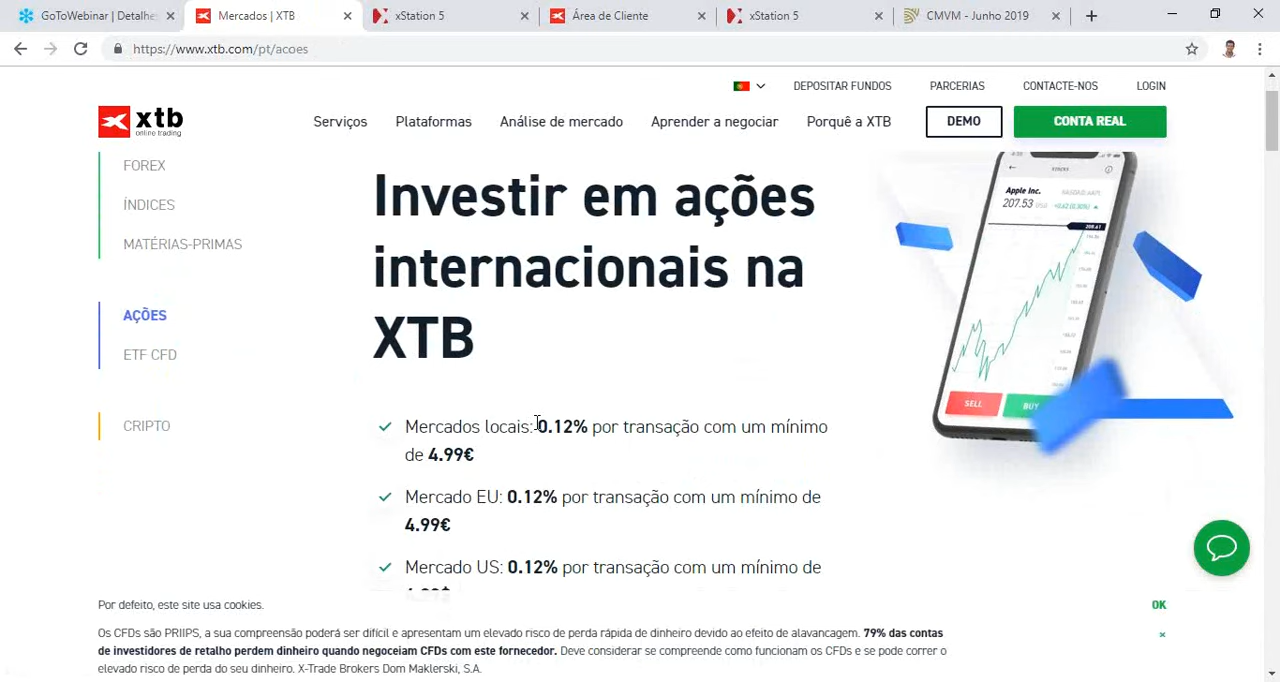 GoToWebinar | Detalhe
Mercados | XTB
xStation 5
Área de Cliente
xStation 5
CMVM - Junho 2019
https://www.xtb.com/pt/acoes
DEPOSITAR FUNDOS
PARCERIAS
CONTACTE-NOS
LOGIN
xtb
online trading
Serviços
Plataformas
Análise de mercado
Aprender a negociar
Porquê a XTB
DEMO
CONTA REAL
FOREX
ÍNDICES
MATÉRIAS-PRIMAS
AÇÕES
ETF CFD
CRIPTO
Investir em ações
internacionais na
XTB
Mercados locais: 0.12% por transação com um mínimo
de 4.99€
Mercado EU: 0.12% por transação com um mínimo de
4.99€
Mercado US: 0.12% por transação com um mínimo de
Apple Inc.
207.53
SELL
BUY
Por defeito, este site usa cookies.
OK
Os CFDs são PRIIPS, a sua compreensão poderá ser difícil e apresentam um elevado risco de perda rápida de dinheiro devido ao efeito de alavancagem. 79% das contas
de investidores de retalho perdem dinheiro quando negoceiam CFDs com este fornecedor. Deve considerar se compreende como funcionam os CFDs e se pode correr o
elevado risco de perda do seu dinheiro. X-Trade Brokers Dom Maklerski, S.A.